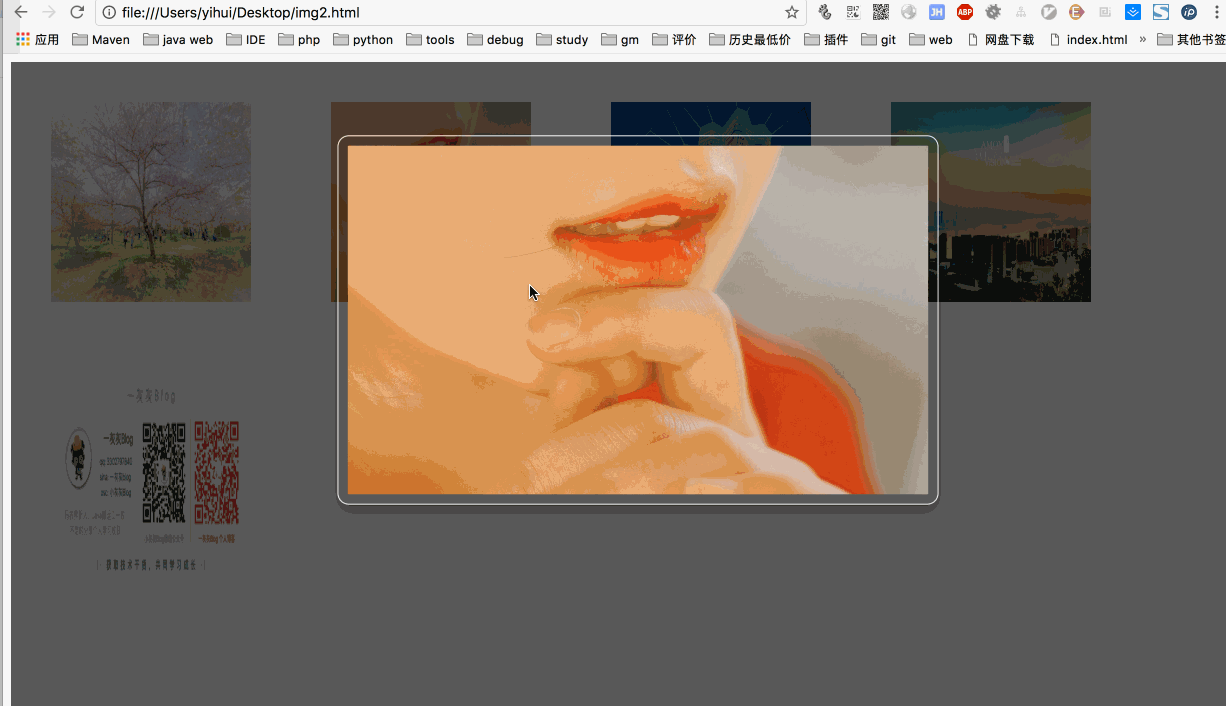 file:///Users/yihui/Desktop/img2.html
应用 Maven java web IDE php python tools debug study gm 评价 历史最低价 插件 git web 网盘下载 index.html » 其他书签
JH ABP
一灰灰Blog
一灰灰Blog
获取技术干货，共同学习成长